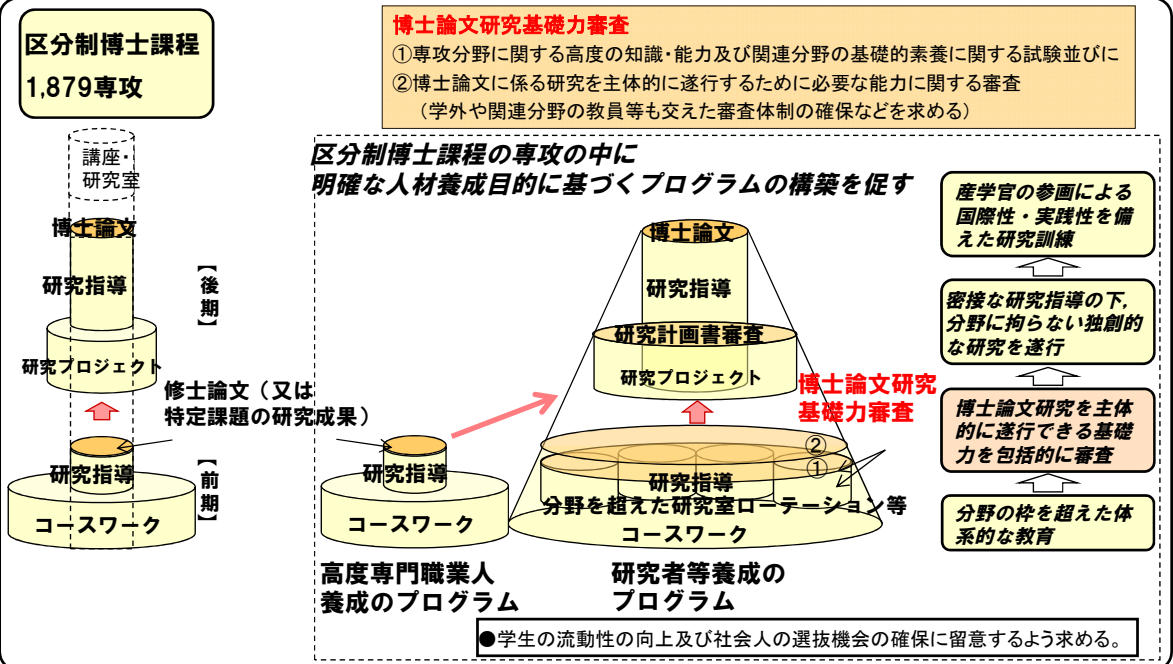 区分制博士課程
1,879専攻
博士論文研究基礎力審査
①専攻分野に関する高度の知識・能力及び関連分野の基礎的素養に関する試験並びに
②博士論文に係る研究を主体的に遂行するために必要な能力に関する審査
（学外や関連分野の教員等も交えた審査体制の確保などを求める）
講座・
研究室
博士論文
研究指導
【後期】
研究プロジェクト
修士論文（又は
特定課題の研究成果）
研究指導
【前期】
コースワーク
区分制博士課程の専攻の中に
明確な人材養成目的に基づくプログラムの構築を促す
研究指導
コースワーク
高度専門職業人
養成のプログラム
博士論文
研究指導
研究計画書審査
研究プロジェクト
博士論文研究
基礎力審査
②
①
研究指導
分野を超えた研究室ローテーション等
コースワーク
研究者等養成の
プログラム
産学官の参画による
国際性・実践性を備
えた研究訓練
密接な研究指導の下，
分野に拘らない独創的
な研究を遂行
博士論文研究を主体
的に遂行できる基礎
力を包括的に審査
分野の枠を超えた体
系的な教育
●学生の流動性の向上及び社会人の選抜機会の確保に留意するよう求める。